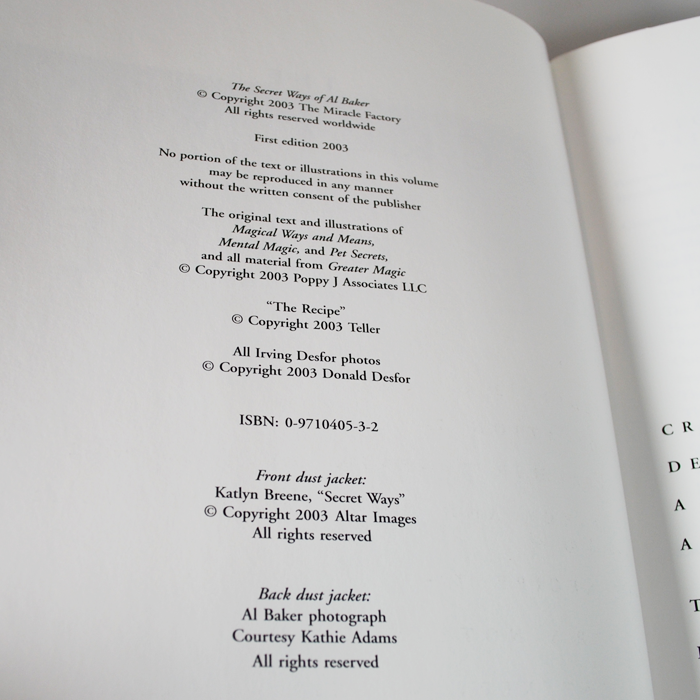 The Secret Ways of Al Baker
© Copyright 2003 The Miracle Factory
All rights reserved worldwide
First edition 2003
No portion of the text or illustrations in this volume
may be reproduced in any manner
without the written consent of the publisher
The original text and illustrations of
Magical Ways and Means,
Mental Magic, and Pet Secrets,
and all material from Greater Magic
© Copyright 2003 Poppy J Associates LLC
“The Recipe”
© Copyright 2003 Teller
All Irving Desfor photos
© Copyright 2003 Donald Desfor
ISBN: 0-9710405-3-2
Front dust jacket:
Katlyn Breene, “Secret Ways”
© Copyright 2003 Altar Images
All rights reserved
Back dust jacket:
Al Baker photograph
Courtesy Kathie Adams
All rights reserved
C R
D E
A
A
T